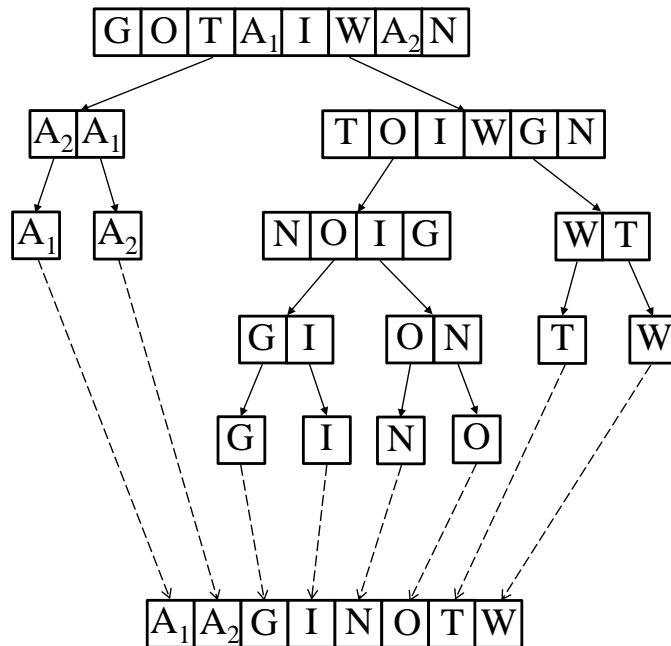 G O T A₁ I W A₂ N
A₂ A₁ T O I W G N
A₁ A₂ N O I G W T
G I O N T W
G I N O
A₁ A₂ G I N O T W